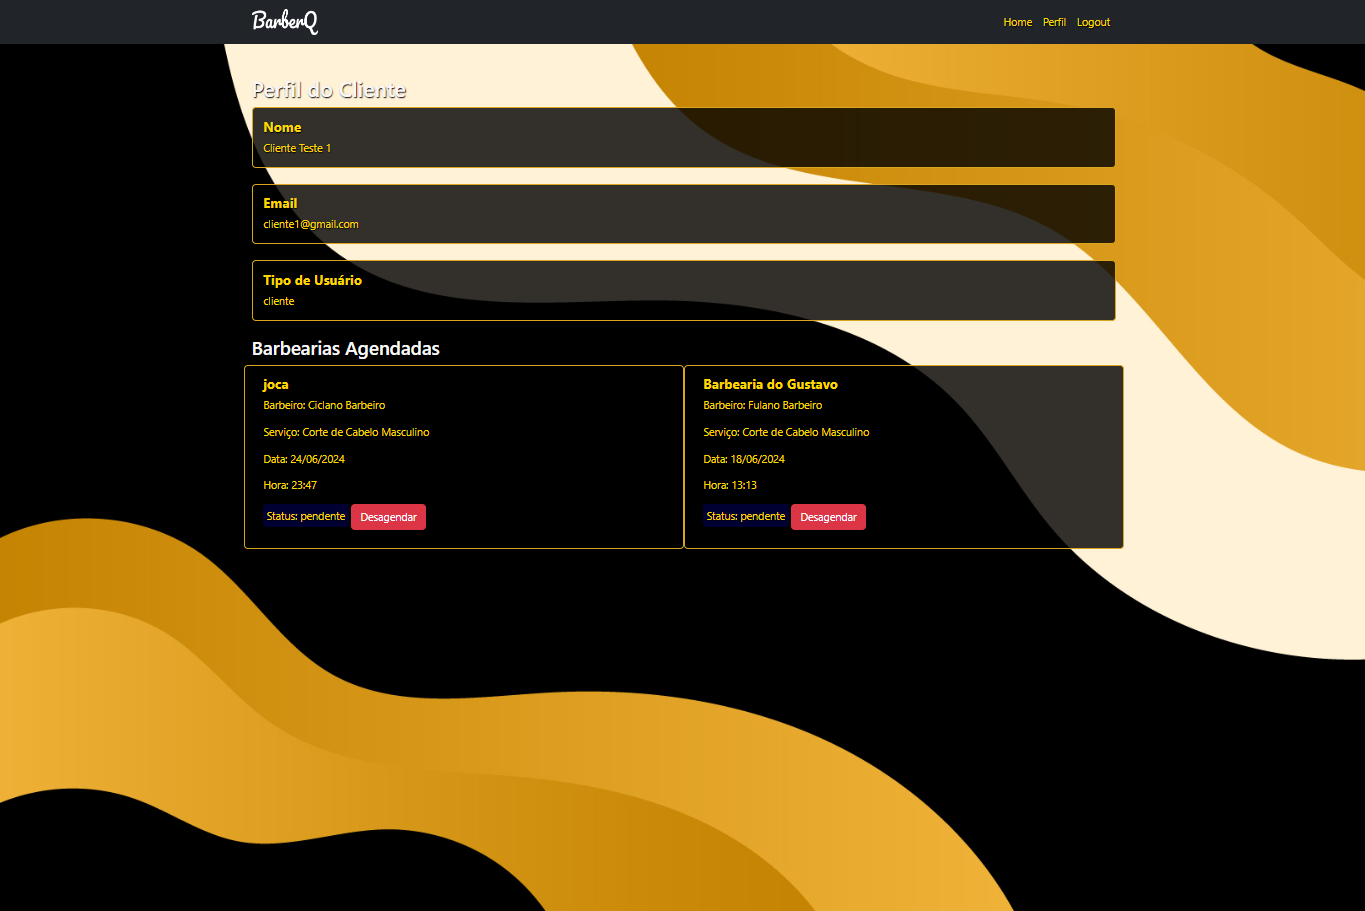 BarberQ
Home Perfil Logout
Perfil do Cliente
Nome
Cliente Teste 1
Email
cliente1@gmail.com
Tipo de Usuário
cliente
Barbearias Agendadas
joca
Barbeiro: Ciclano Barbeiro
Serviço: Corte de Cabelo Masculino
Data: 24/06/2024
Hora: 23:47
Status: pendente Desagendar
Barbearia do Gustavo
Barbeiro: Fulano Barbeiro
Serviço: Corte de Cabelo Masculino
Data: 18/06/2024
Hora: 13:13
Status: pendente Desagendar